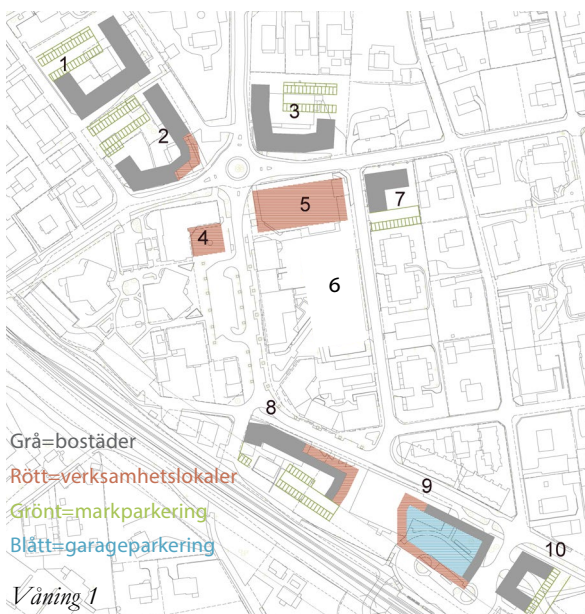 1
2
3
7
5
4
6
8
9
10
Grå=bostäder
Rött=verksamhetslokaler
Grönt=markparkering
Blått=garageparkering
Våning 1